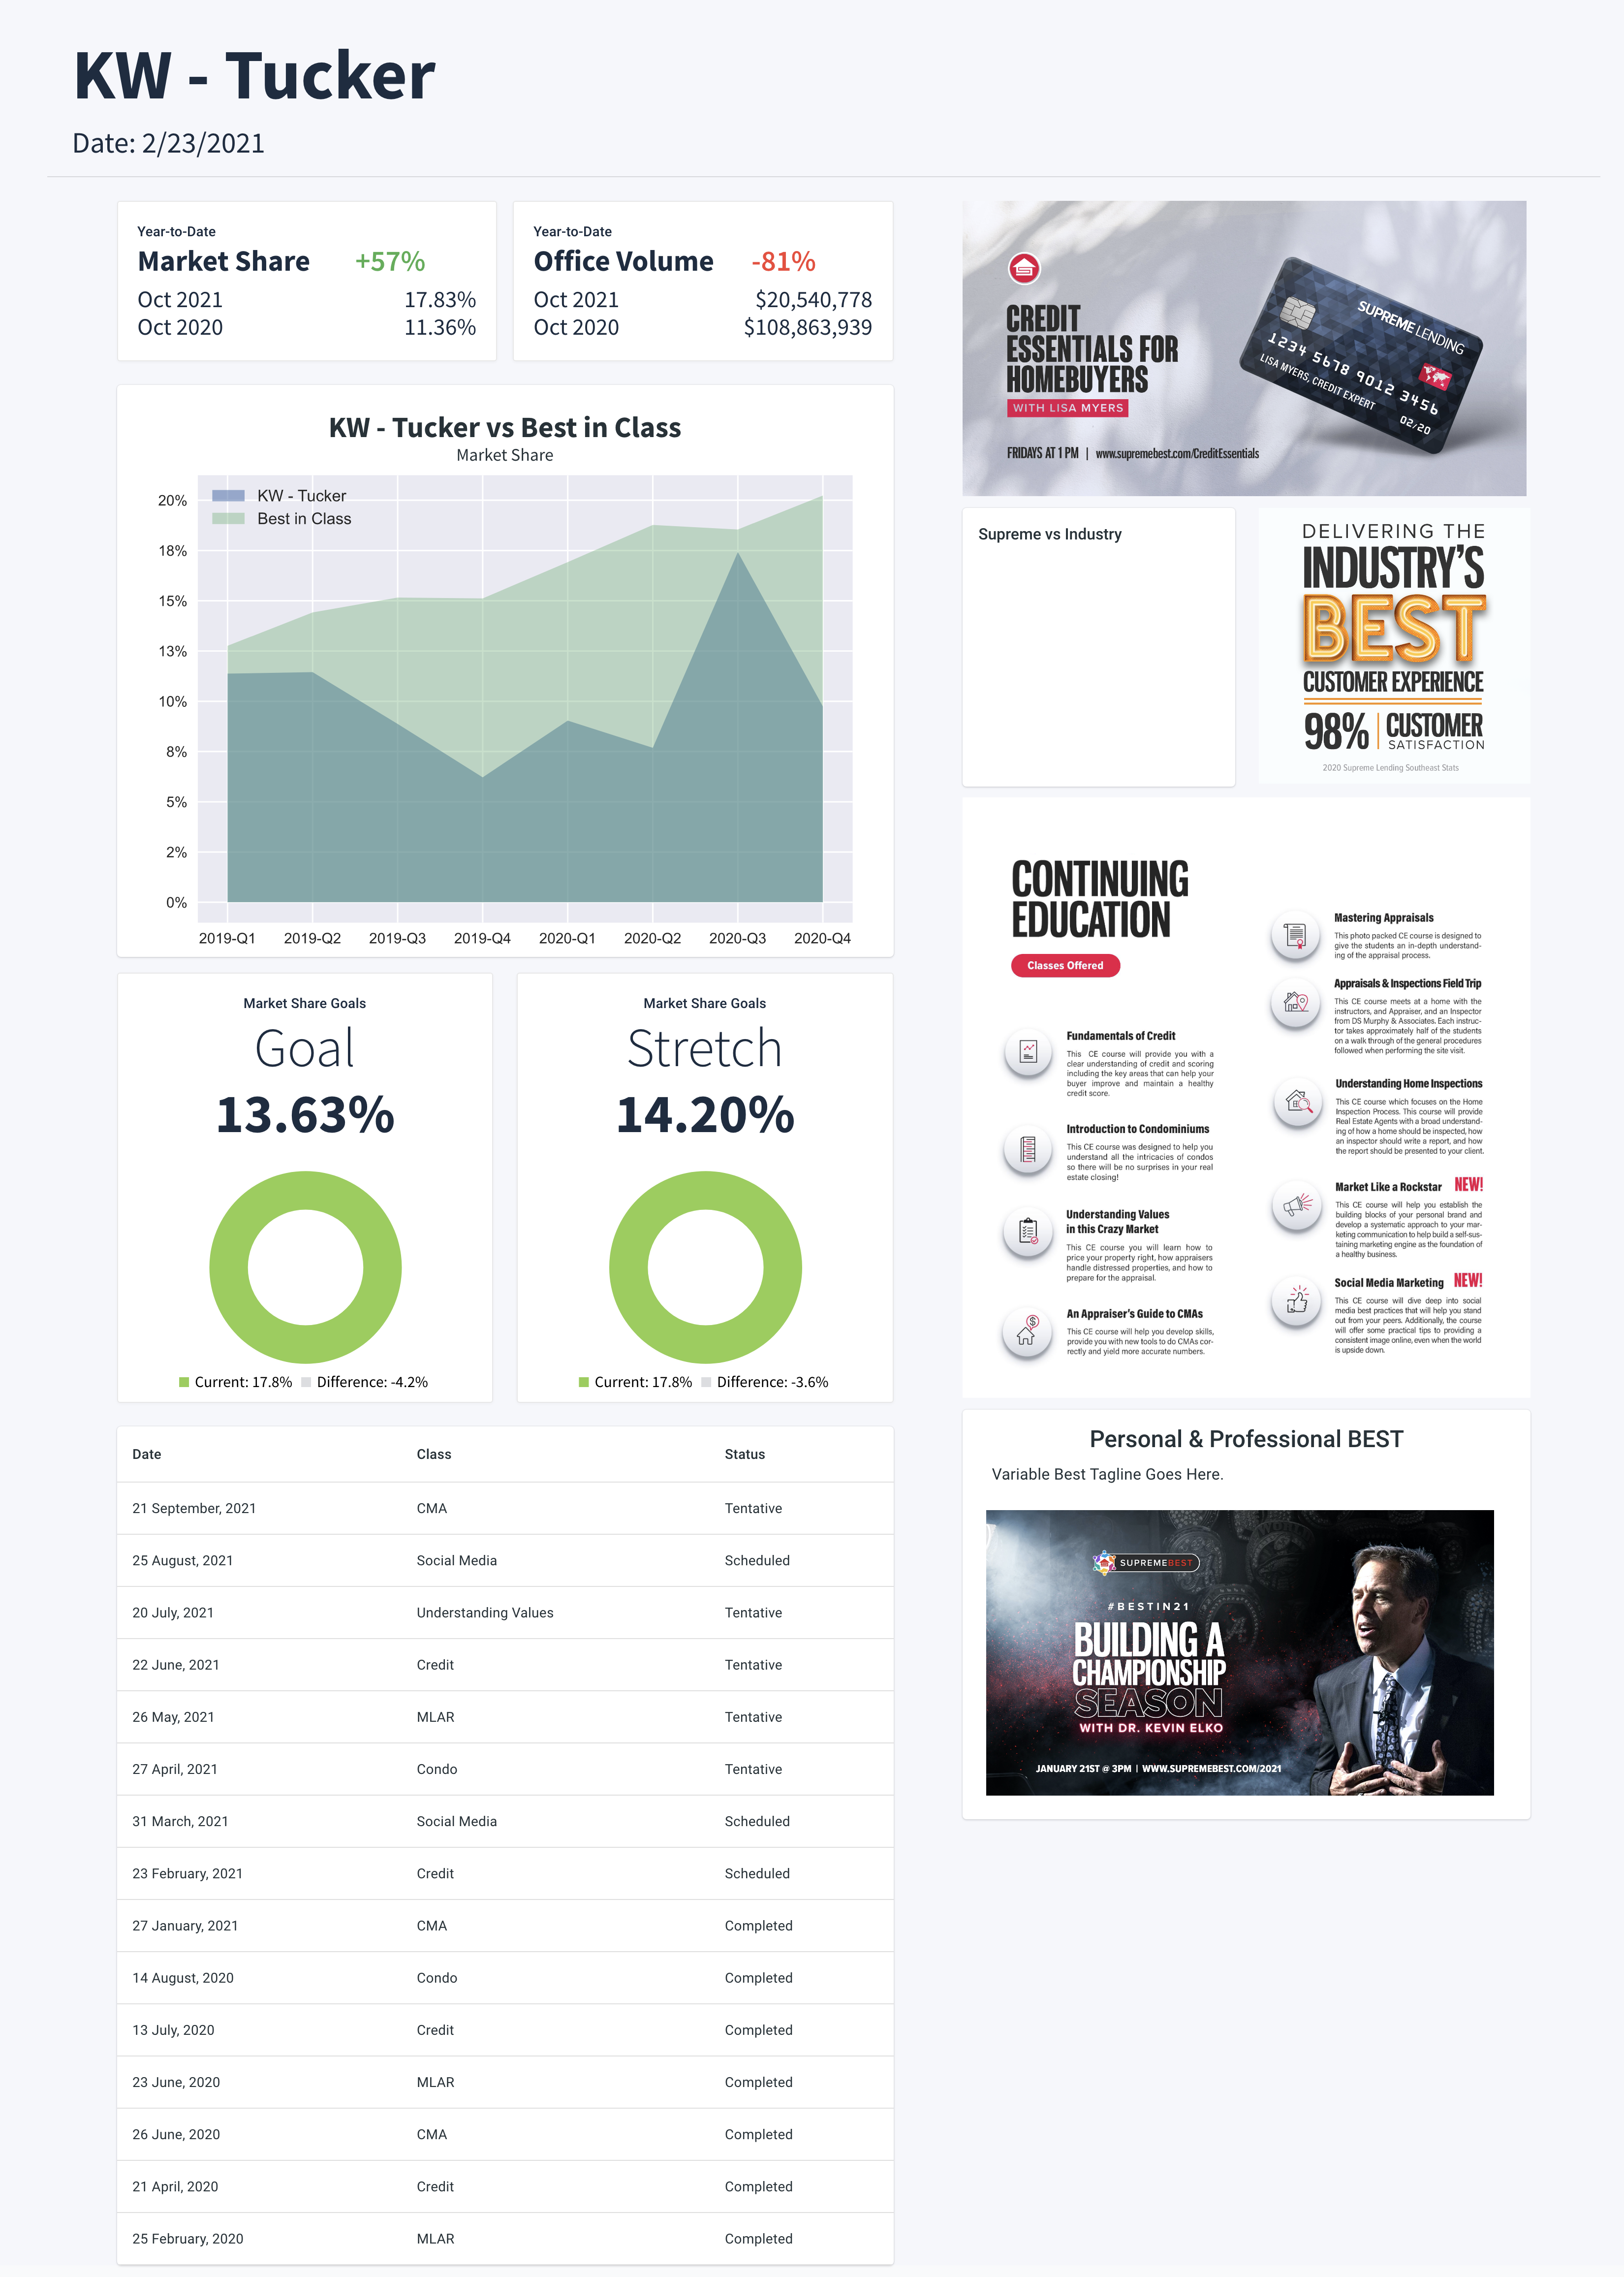 KW - Tucker
Date: 2/23/2021
Year-to-Date
Market Share +57%
Oct 2021 17.83%
Oct 2020 11.36%
Year-to-Date
Office Volume -81%
Oct 2021 $20,540,778
Oct 2020 $108,863,939
KW - Tucker vs Best in Class
Market Share
KW - Tucker
Best in Class
20%
18%
15%
13%
10%
8%
5%
2%
0%
2019-Q1 2019-Q2 2019-Q3 2019-Q4 2020-Q1 2020-Q2 2020-Q3 2020-Q4
Market Share Goals
Goal
13.63%
Current: 17.8% Difference: -4.2%
Market Share Goals
Stretch
14.20%
Current: 17.8% Difference: -3.6%
Date Class Status
21 September, 2021 CMA Tentative
25 August, 2021 Social Media Scheduled
20 July, 2021 Understanding Values Tentative
22 June, 2021 Credit Tentative
26 May, 2021 MLAR Tentative
27 April, 2021 Condo Tentative
31 March, 2021 Social Media Scheduled
23 February, 2021 Credit Scheduled
27 January, 2021 CMA Completed
14 August, 2020 Condo Completed
13 July, 2020 Credit Completed
23 June, 2020 MLAR Completed
26 June, 2020 CMA Completed
21 April, 2020 Credit Completed
25 February, 2020 MLAR Completed
CREDIT
ESSENTIALS FOR
HOMEBUYERS
WITH LISA MYERS
FRIDAYS AT 1 PM | www.supremebest.com/CreditEssentials
SUPREME LENDING
1234 5678 9012 3456
LISA MYERS, CREDIT EXPERT
02/20
Supreme vs Industry
DELIVERING THE
INDUSTRY'S
BEST
CUSTOMER EXPERIENCE
98% | CUSTOMER
SATISFACTION
2020 Supreme Lending Southeast Stats
CONTINUING
EDUCATION
Classes Offered
Fundamentals of Credit
This CE course will provide you with a
clear understanding of credit and scoring
including the key areas that can help your
buyer improve and maintain a healthy
credit score.
Introduction to Condominiums
This CE course was designed to help you
understand all the intricacies of condos
so there will be no surprises in your real
estate closing!
Understanding Values
in this Crazy Market
This CE course you will learn how to
price your property right, how appraisers
handle distressed properties, and how to
prepare for the appraisal.
An Appraiser's Guide to CMAs
This CE course will help you develop skills,
provide you with new tools to do CMAs cor-
rectly and yield more accurate numbers.
Mastering Appraisals
This photo packed CE course is designed to
give the students an in-depth understand-
ing of the appraisal process.
Appraisals & Inspections Field Trip
This CE course meets at a home with the
instructors, and Appraiser, and an Inspector
from DS Murphy & Associates. Each instruc-
tor takes approximately half of the students
on a walk through of the general procedures
followed when performing the site visit.
Understanding Home Inspections
This CE course which focuses on the Home
Inspection Process. This course will provide
Real Estate Agents with a broad understand-
ing of how a home should be inspected, how
an inspector should write a report, and how
the report should be presented to your client.
Market Like a Rockstar NEW!
This CE course will help you establish the
building blocks of your personal brand and
develop a systematic approach to your mar-
keting communication to help build a self-sus-
taining marketing engine as the foundation of
a healthy business.
Social Media Marketing NEW!
This CE course will dive deep into social
media best practices that will help you stand
out from your peers. Additionally, the course
will offer some practical tips to providing a
consistent image online, even when the world
is upside down.
Personal & Professional BEST
Variable Best Tagline Goes Here.
SUPREMEBEST
#BESTIN21
BUILDING A
CHAMPIONSHIP
SEASON
WITH DR. KEVIN ELKO
JANUARY 21ST @ 3PM | WWW.SUPREMEBEST.COM/2021